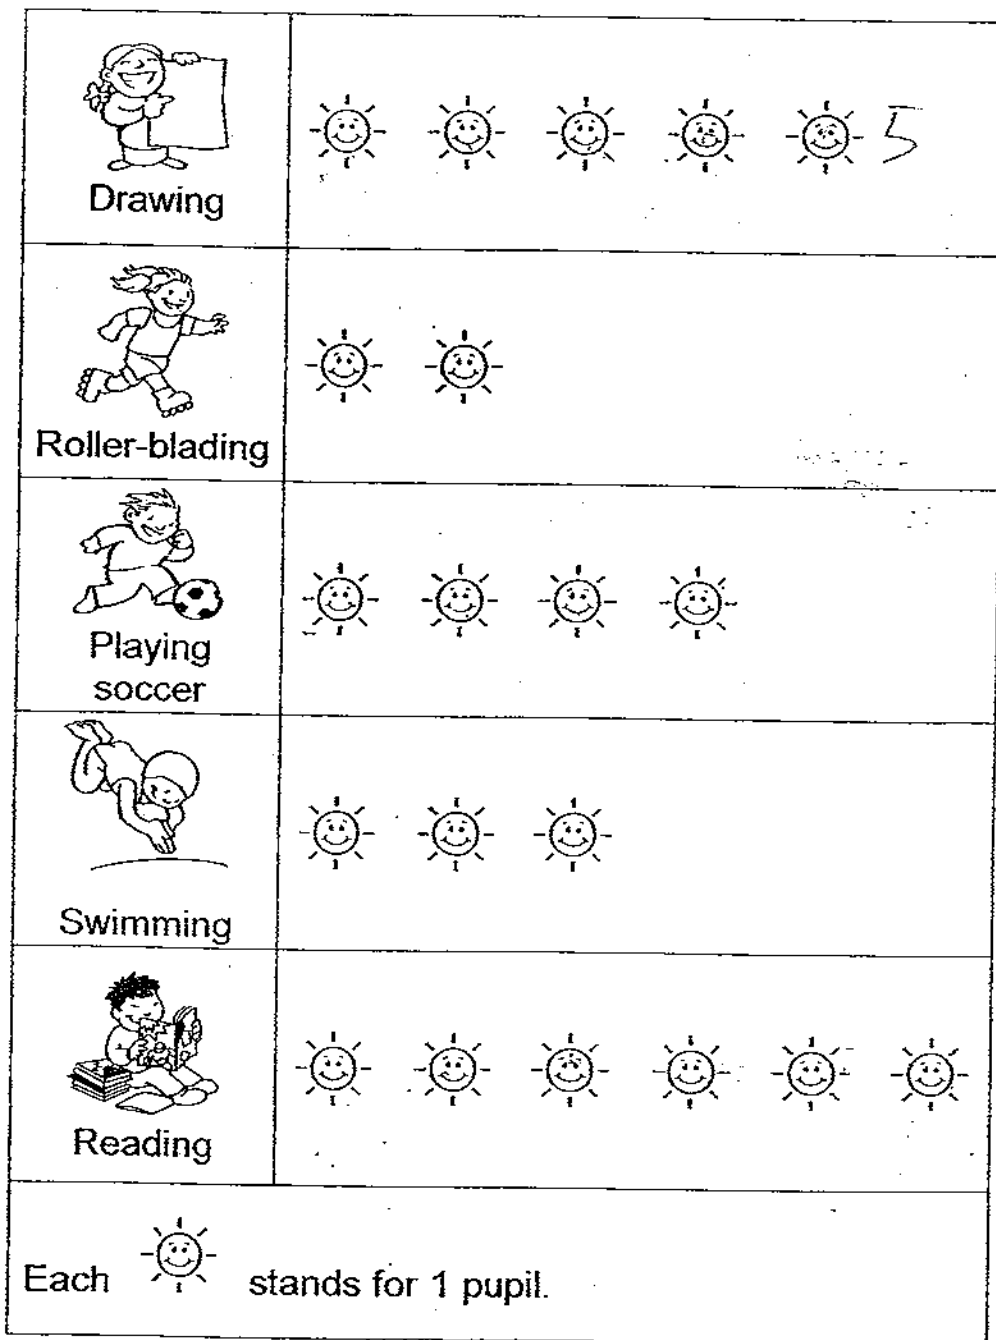 Drawing
5
Roller-blading
Playing
soccer
Swimming
Reading
Each stands for 1 pupil.